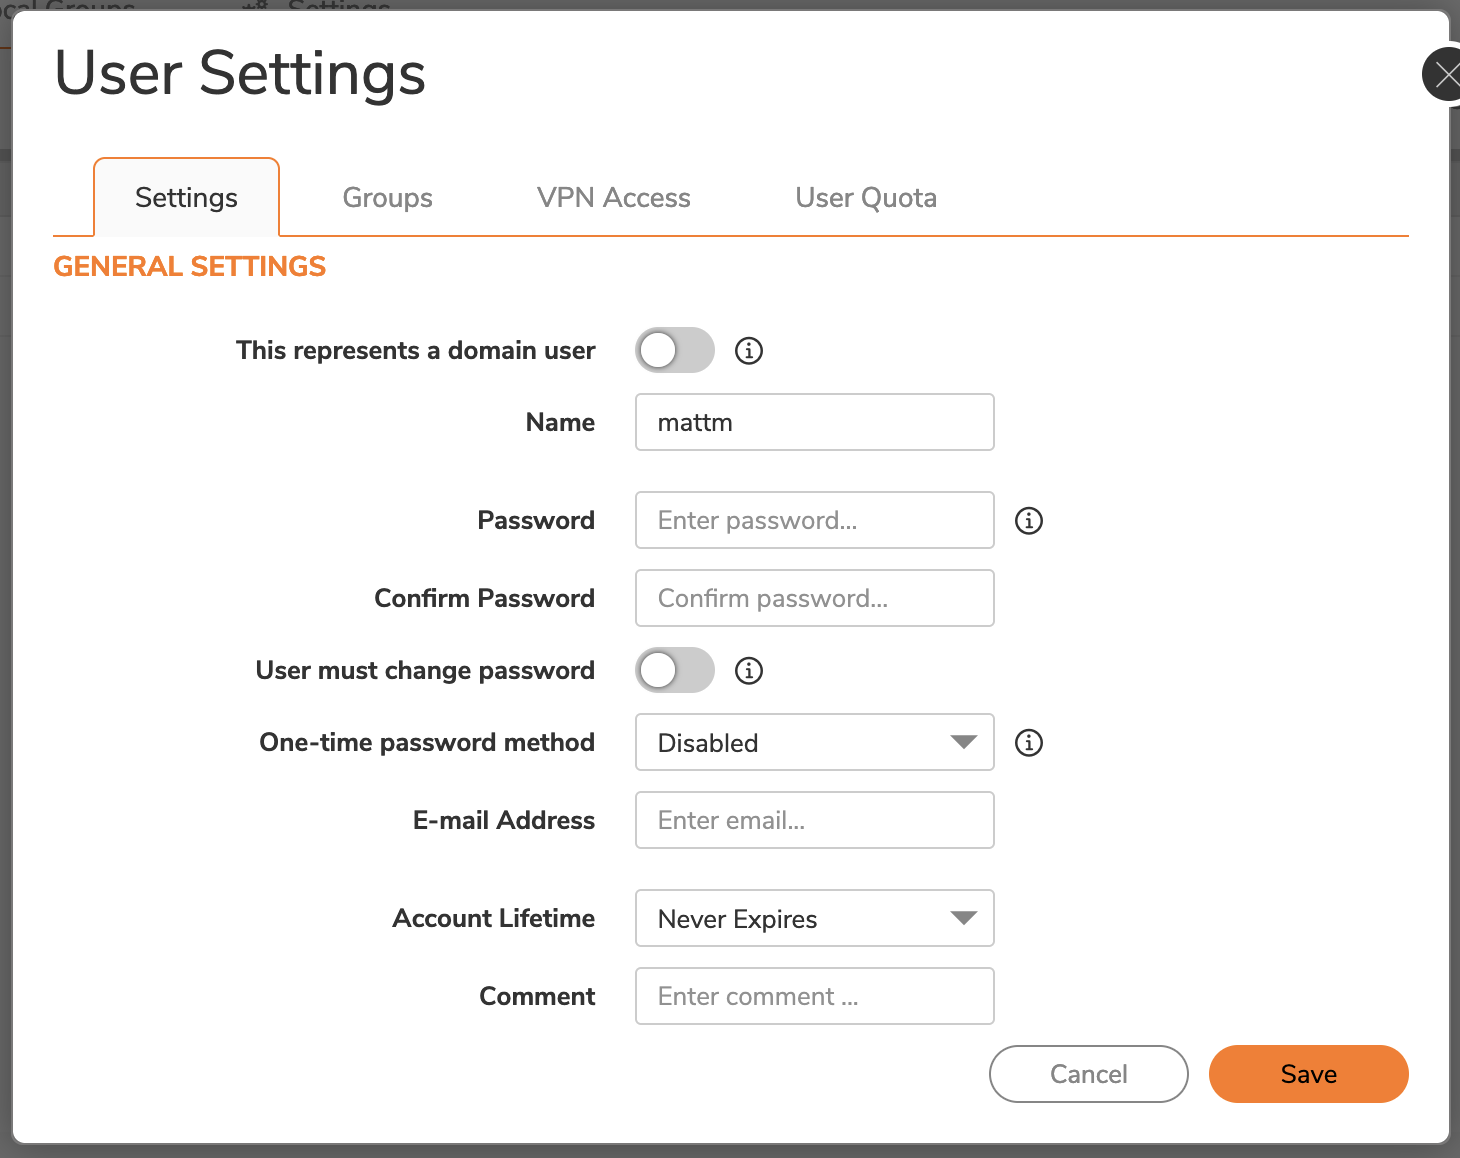 User Settings
Settings
Groups
VPN Access
User Quota
GENERAL SETTINGS
This represents a domain user
Name
mattm
Password
Enter password...
Confirm Password
Confirm password...
User must change password
One-time password method
Disabled
E-mail Address
Enter email...
Account Lifetime
Never Expires
Comment
Enter comment ...
Cancel
Save